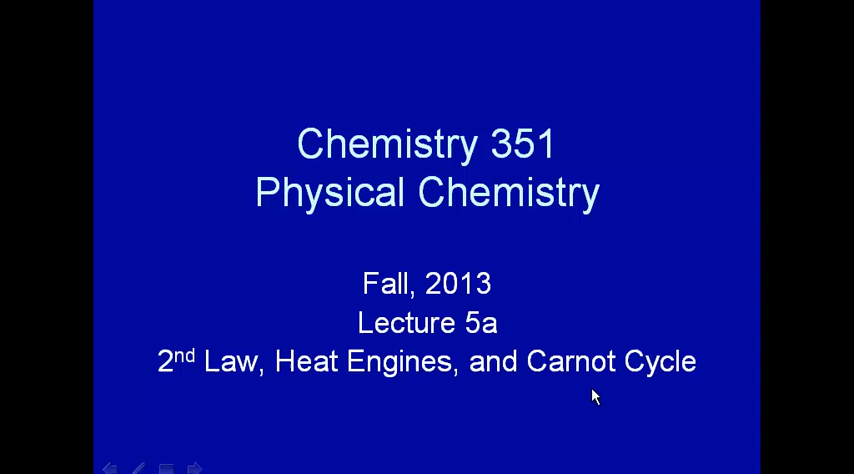 Chemistry 351
Physical Chemistry
Fall, 2013
Lecture 5a
2nd Law, Heat Engines, and Carnot Cycle